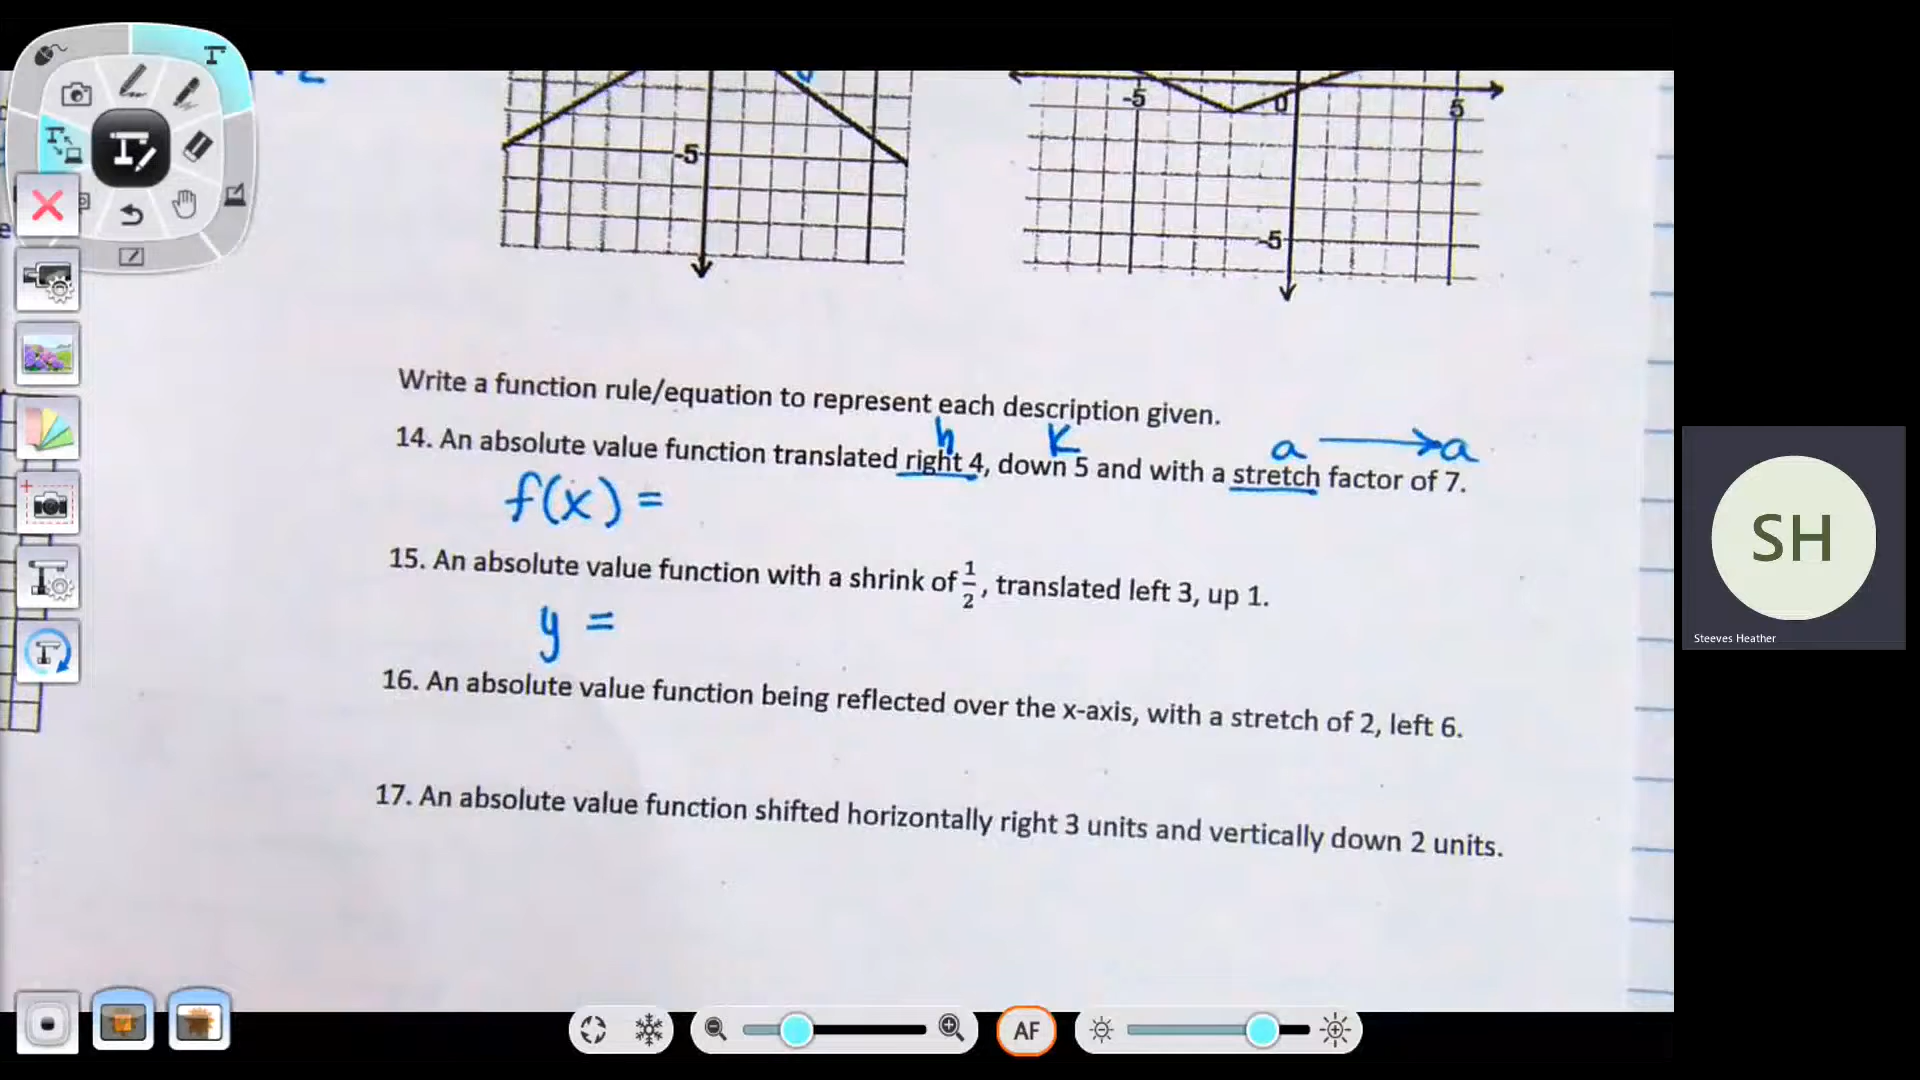 -5
-5
0
5
-5
Write a function rule/equation to represent each description given.
h K a → a
14. An absolute value function translated right 4, down 5 and with a stretch factor of 7.
f(x) =
15. An absolute value function with a shrink of 1/2, translated left 3, up 1.
y =
16. An absolute value function being reflected over the x-axis, with a stretch of 2, left 6.
17. An absolute value function shifted horizontally right 3 units and vertically down 2 units.
SH
Steeves Heather
AF